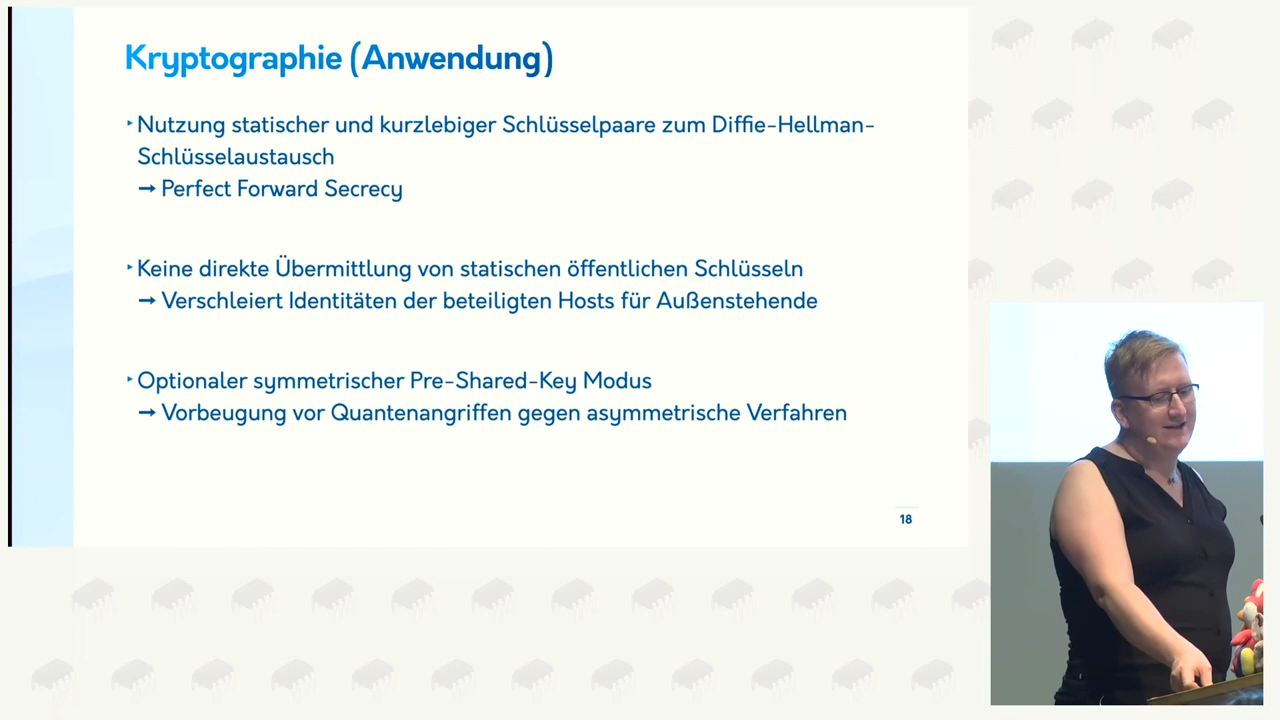 Kryptographie (Anwendung)
‣ Nutzung statischer und kurzlebiger Schlüsselpaare zum Diffie-Hellman-
Schlüsselaustausch
→ Perfect Forward Secrecy
‣ Keine direkte Übermittlung von statischen öffentlichen Schlüsseln
→ Verschleiert Identitäten der beteiligten Hosts für Außenstehende
‣ Optionaler symmetrischer Pre-Shared-Key Modus
→ Vorbeugung vor Quantenangriffen gegen asymmetrische Verfahren
18